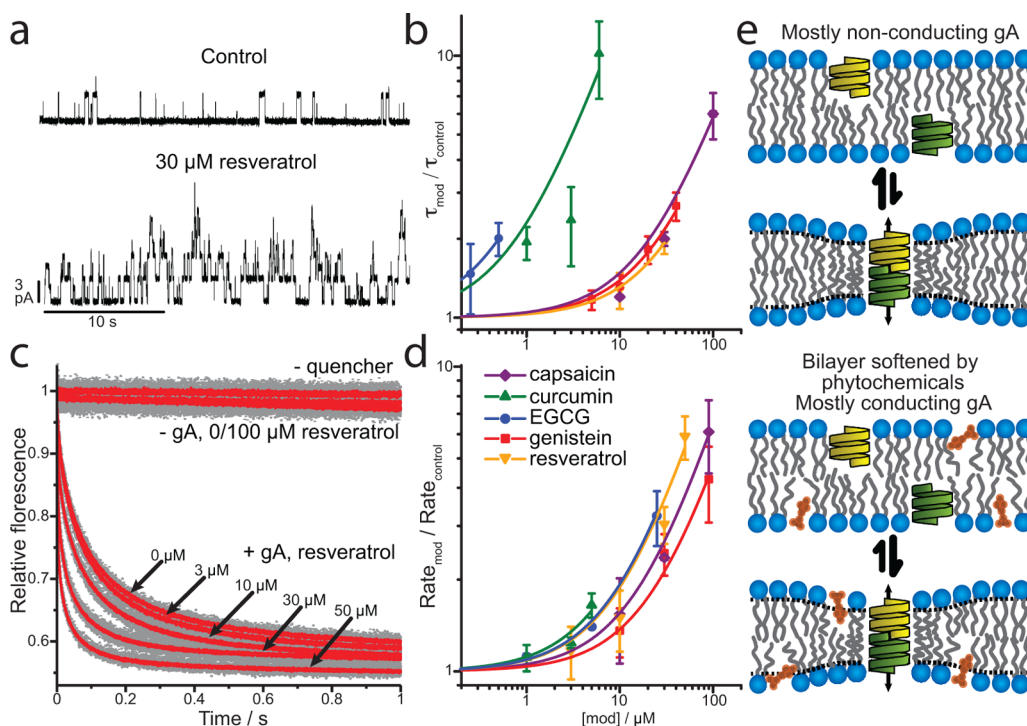 a
Control
30 µM resveratrol
3
pA
10 s
b
τmod / τcontrol
10
1
1
10
100
c
Relative florescence
1
0.9
0.8
0.7
0.6
- quencher
- gA, 0/100 µM resveratrol
+ gA, resveratrol
0 µM
3 µM
10 µM
30 µM
50 µM
0
0.2
0.4
0.6
0.8
1
Time / s
d
Ratemod / Ratecontrol
10
1
capsaicin
curcumin
EGCG
genistein
resveratrol
1
10
100
[mod] / µM
e
Mostly non-conducting gA
Bilayer softened by
phytochemicals
Mostly conducting gA